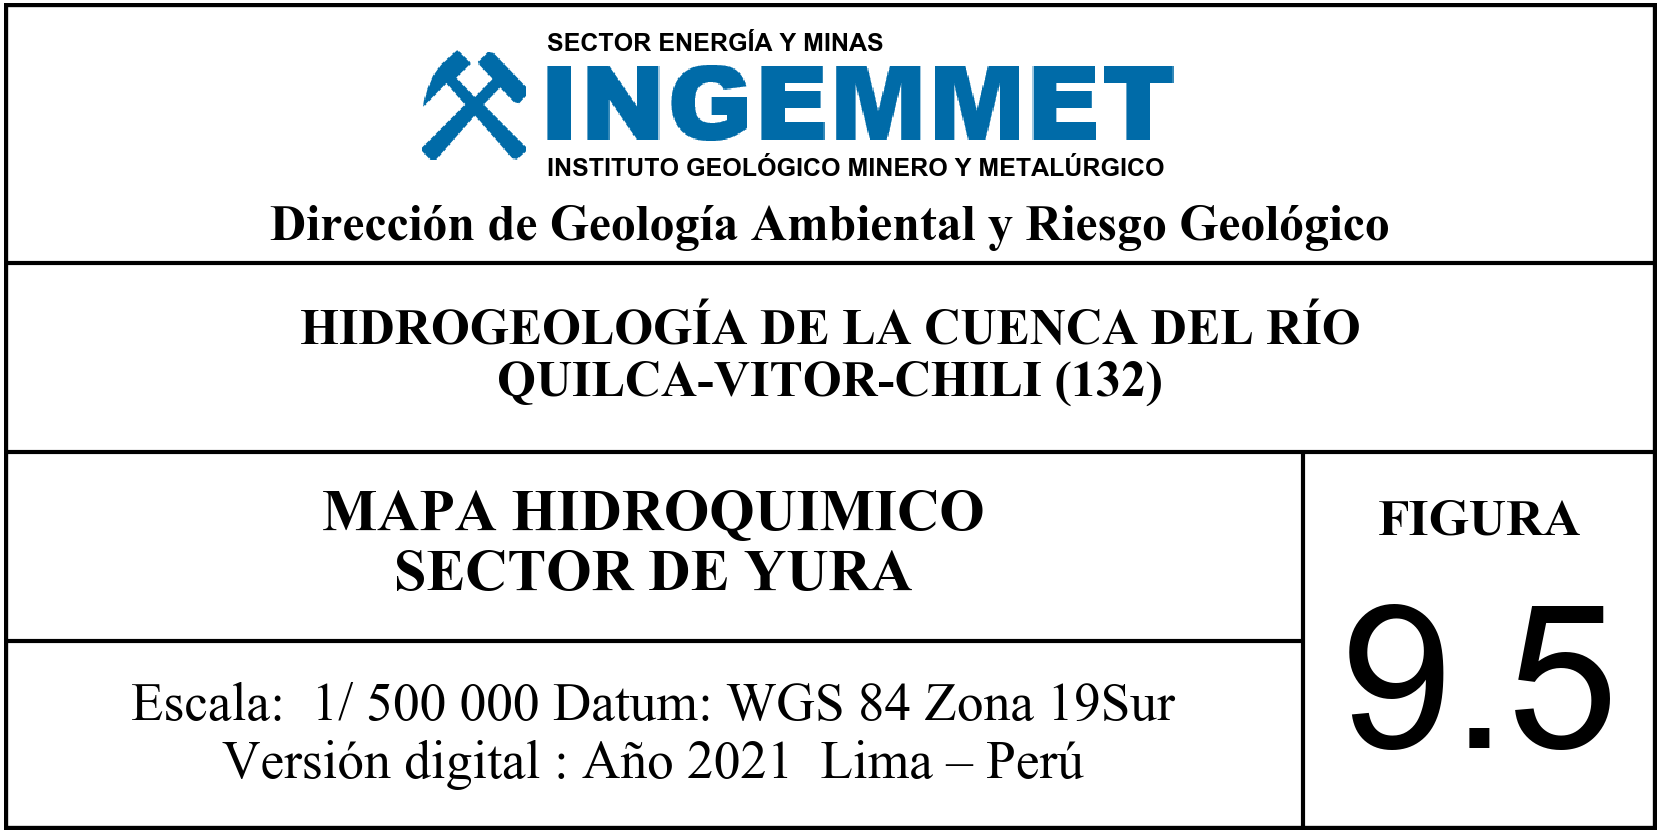 SECTOR ENERGÍA Y MINAS
INGEMMET
INSTITUTO GEOLÓGICO MINERO Y METALÚRGICO
Dirección de Geología Ambiental y Riesgo Geológico
HIDROGEOLOGÍA DE LA CUENCA DEL RÍO
QUILCA-VITOR-CHILI (132)
MAPA HIDROQUIMICO
SECTOR DE YURA
FIGURA
9.5
Escala: 1/ 500 000 Datum: WGS 84 Zona 19Sur
Versión digital : Año 2021 Lima – Perú